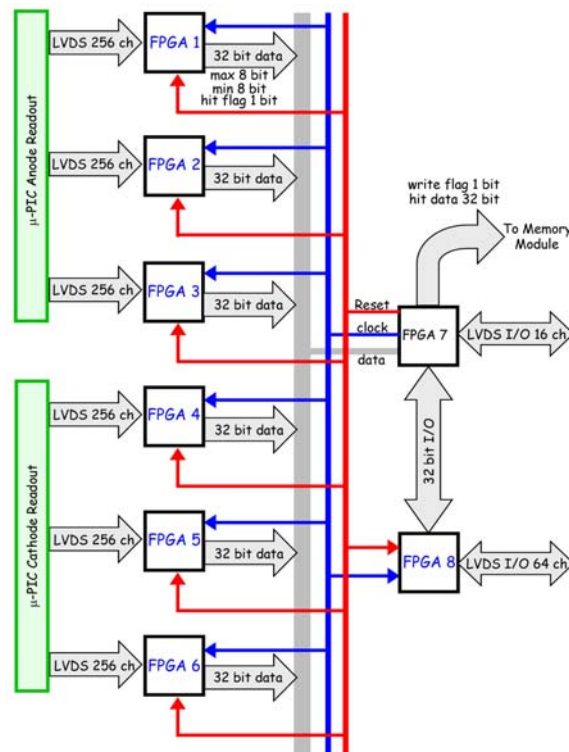 μ-PIC Anode Readout
LVDS 256 ch
FPGA 1
32 bit data
max 8 bit
min 8 bit
hit flag 1 bit
LVDS 256 ch
FPGA 2
32 bit data
LVDS 256 ch
FPGA 3
32 bit data
μ-PIC Cathode Readout
LVDS 256 ch
FPGA 4
32 bit data
LVDS 256 ch
FPGA 5
32 bit data
LVDS 256 ch
FPGA 6
32 bit data
write flag 1 bit
hit data 32 bit
To Memory
Module
Reset
clock
data
FPGA 7
LVDS I/O 16 ch
32 bit I/O
FPGA 8
LVDS I/O 64 ch